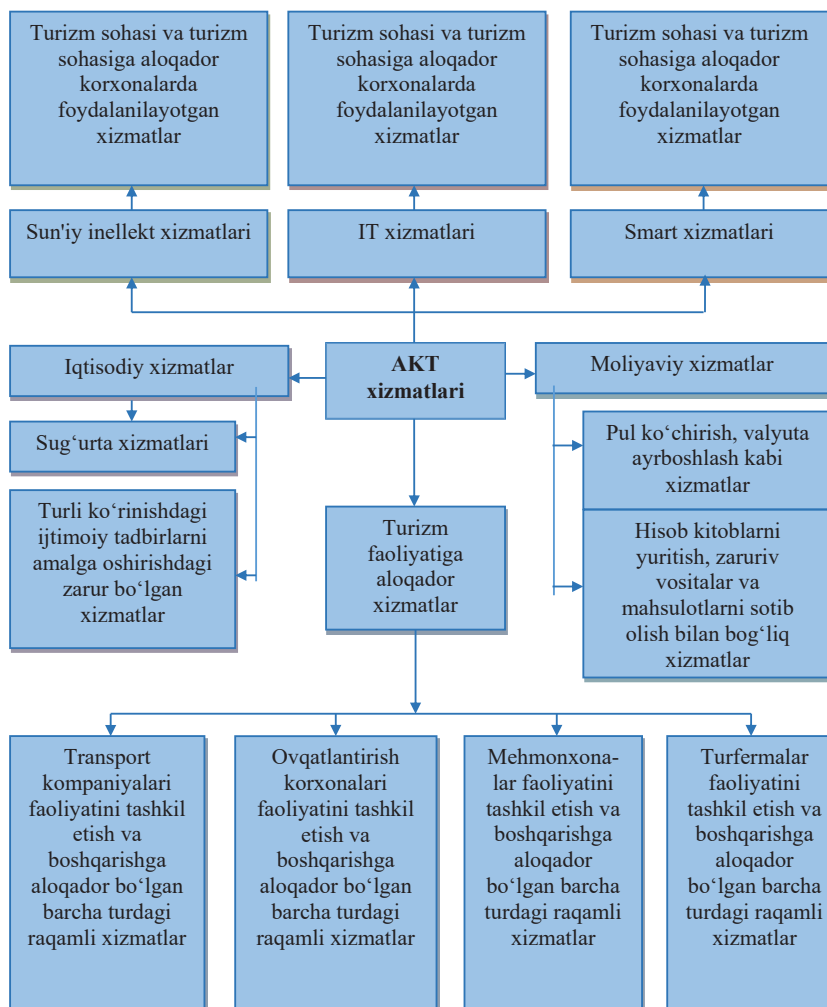 Turizm sohasi va turizm
sohasiga aloqador
korxonalarda
foydalanilayotgan
xizmatlar
Turizm sohasi va turizm
sohasiga aloqador
korxonalarda
foydalanilayotgan
xizmatlar
Turizm sohasi va turizm
sohasiga aloqador
korxonalarda
foydalanilayotgan
xizmatlar
Sun'iy inellekt xizmatlari
IT xizmatlari
Smart xizmatlari
Iqtisodiy xizmatlar
AKT
xizmatlari
Moliyaviy xizmatlar
Sug‘urta xizmatlari
Turli ko‘rinishdagi
ijtimoiy tadbirlarni
amalga oshirishdagi
zarur bo‘lgan
xizmatlar
Turizm
faoliyatiga
aloqador
xizmatlar
Pul ko‘chirish, valyuta
ayrboshlash kabi
xizmatlar
Hisob kitoblarni
yuritish, zaruriv
vositalar va
mahsulotlarni sotib
olish bilan bog‘liq
xizmatlar
Transport
kompaniyalari
faoliyatini tashkil
etish va
boshqarishga
aloqador bo‘lgan
barcha turdagi
raqamli xizmatlar
Ovqatlantirish
korxonalari
faoliyatini tashkil
etish va
boshqarishga
aloqador bo‘lgan
barcha turdagi
raqamli xizmatlar
Mehmonxona-
lar faoliyatini
tashkil etish va
boshqarishga
aloqador
bo‘lgan barcha
turdagi raqamli
xizmatlar
Turfermalar
faoliyatini
tashkil etish va
boshqarishga
aloqador
bo‘lgan barcha
turdagi raqamli
xizmatlar